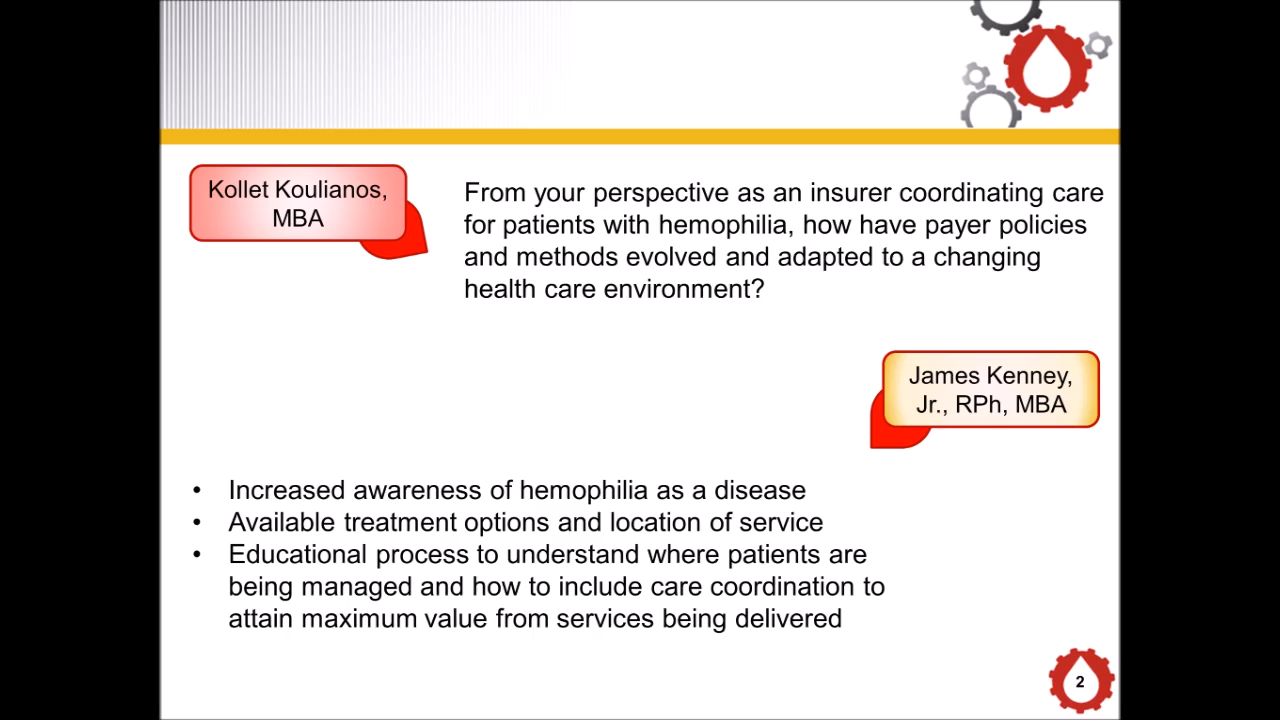 Kollet Koulianos,
MBA
From your perspective as an insurer coordinating care
for patients with hemophilia, how have payer policies
and methods evolved and adapted to a changing
health care environment?
James Kenney,
Jr., RPh, MBA
• Increased awareness of hemophilia as a disease
• Available treatment options and location of service
• Educational process to understand where patients are
being managed and how to include care coordination to
attain maximum value from services being delivered
2